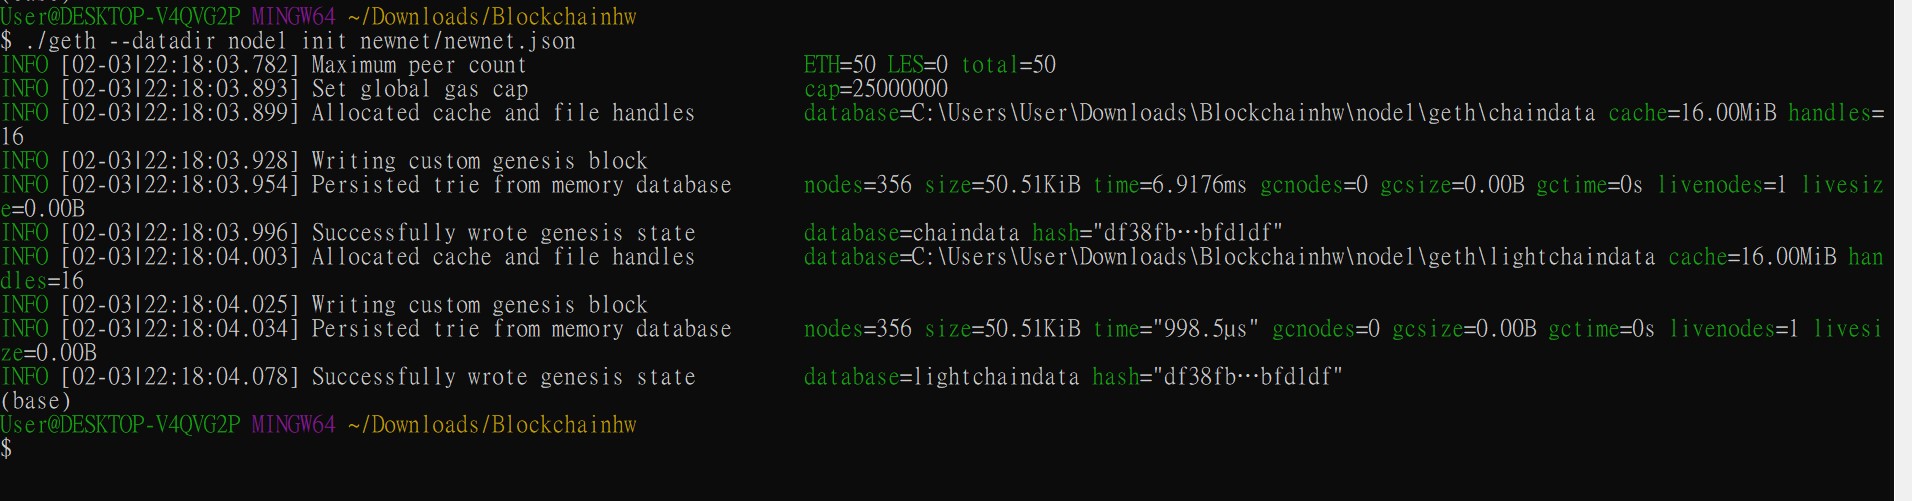 (base)
User@DESKTOP-V4QVG2P MINGW64 ~/Downloads/Blockchainhw
$ ./geth --datadir node1 init newnet/newnet.json
INFO [02-03|22:18:03.782] Maximum peer count                       ETH=50 LES=0 total=50
INFO [02-03|22:18:03.893] Set global gas cap                       cap=25000000
INFO [02-03|22:18:03.899] Allocated cache and file handles         database=C:\Users\User\Downloads\Blockchainhw\node1\geth\chaindata cache=16.00MiB handles=
16
INFO [02-03|22:18:03.928] Writing custom genesis block
INFO [02-03|22:18:03.954] Persisted trie from memory database      nodes=356 size=50.51KiB time=6.9176ms gcnodes=0 gcsize=0.00B gctime=0s livenodes=1 livesiz
e=0.00B
INFO [02-03|22:18:03.996] Successfully wrote genesis state         database=chaindata hash="df38fb…bfd1df"
INFO [02-03|22:18:04.003] Allocated cache and file handles         database=C:\Users\User\Downloads\Blockchainhw\node1\geth\lightchaindata cache=16.00MiB han
dles=16
INFO [02-03|22:18:04.025] Writing custom genesis block
INFO [02-03|22:18:04.034] Persisted trie from memory database      nodes=356 size=50.51KiB time="998.5µs" gcnodes=0 gcsize=0.00B gctime=0s livenodes=1 livesi
ze=0.00B
INFO [02-03|22:18:04.078] Successfully wrote genesis state         database=lightchaindata hash="df38fb…bfd1df"
(base)
User@DESKTOP-V4QVG2P MINGW64 ~/Downloads/Blockchainhw
$